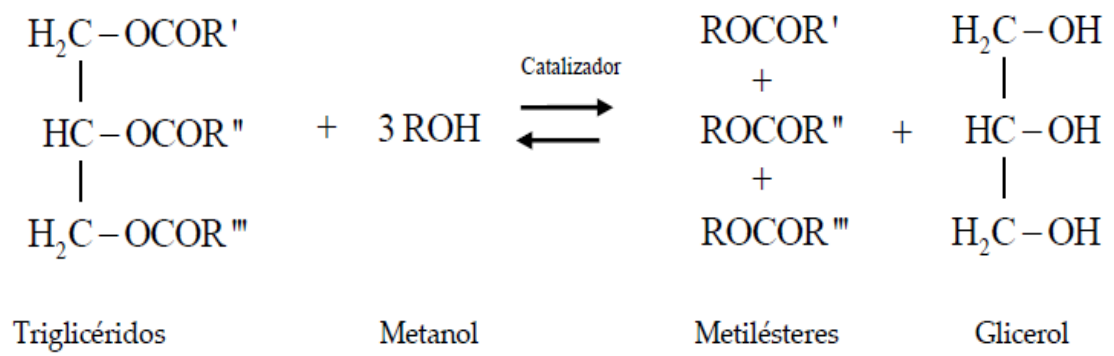 H₂C – OCOR' ROCOR' H₂C – OH
Catalizador
+
HC – OCOR" + 3 ROH ROCOR" + HC – OH
+
H₂C – OCOR''' ROCOR''' H₂C – OH
Triglicéridos Metanol Metilésteres Glicerol